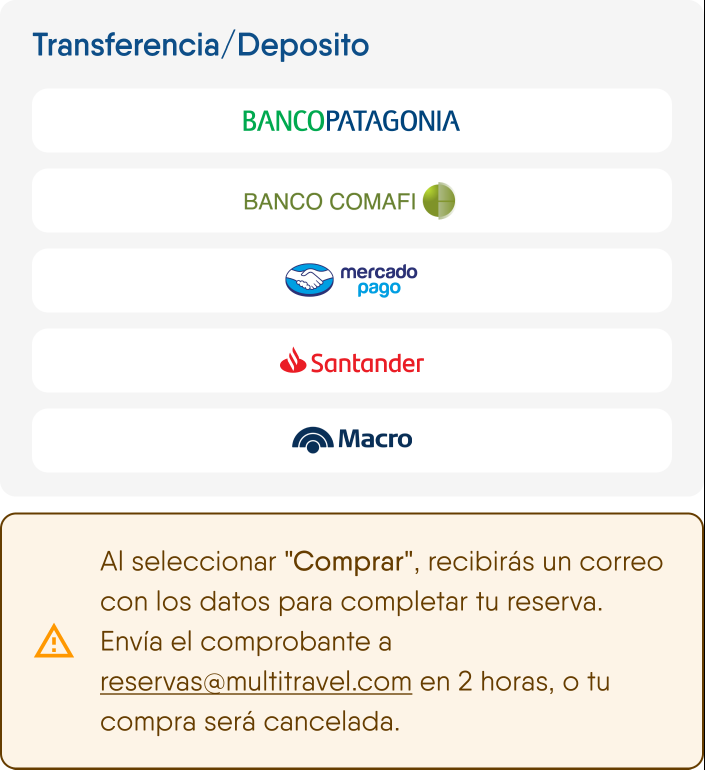 Transferencia/Deposito
BANCOPATAGONIA
BANCO COMAFI
mercado
pago
Santander
Macro
Al seleccionar "Comprar", recibirás un correo
con los datos para completar tu reserva.
Envía el comprobante a
reservas@multitravel.com en 2 horas, o tu
compra será cancelada.